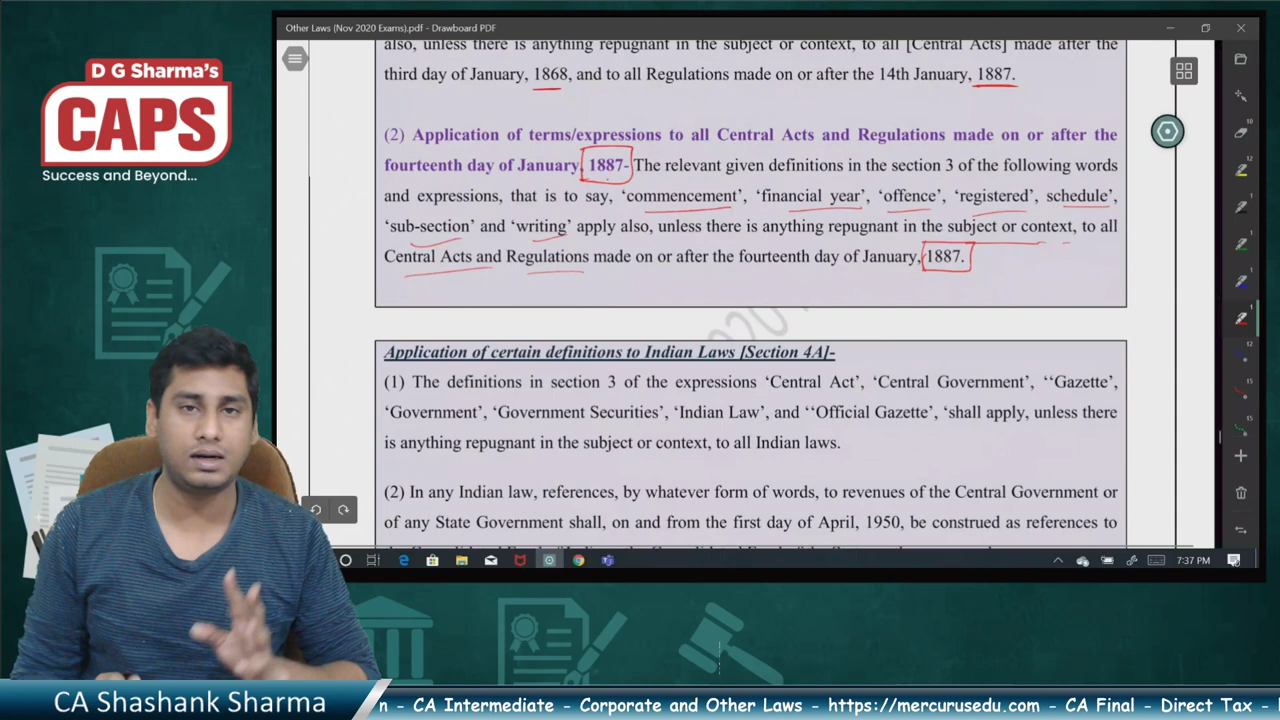 D G Sharma's
CAPS
Success and Beyond...
Other Laws (Nov 2020 Exams).pdf - Drawboard PDF
also, unless there is anything repugnant in the subject or context, to all [Central Acts] made after the
third day of January, 1868, and to all Regulations made on or after the 14th January, 1887.
(2) Application of terms/expressions to all Central Acts and Regulations made on or after the
fourteenth day of January, 1887- The relevant given definitions in the section 3 of the following words
and expressions, that is to say, ‘commencement’, ‘financial year’, ‘offence’, ‘registered’, schedule’,
‘sub-section’ and ‘writing’ apply also, unless there is anything repugnant in the subject or context, to all
Central Acts and Regulations made on or after the fourteenth day of January, 1887.
2020
Application of certain definitions to Indian Laws [Section 4A]-
(1) The definitions in section 3 of the expressions ‘Central Act’, ‘Central Government’, ‘‘Gazette’,
‘Government’, ‘Government Securities’, ‘Indian Law’, and ‘‘Official Gazette’, ‘shall apply, unless there
is anything repugnant in the subject or context, to all Indian laws.
(2) In any Indian law, references, by whatever form of words, to revenues of the Central Government or
of any State Government shall, on and from the first day of April, 1950, be construed as references to
7:37 PM
CA Shashank Sharma
n - CA Intermediate - Corporate and Other Laws - https://mercurusedu.com - CA Final - Direct Tax -